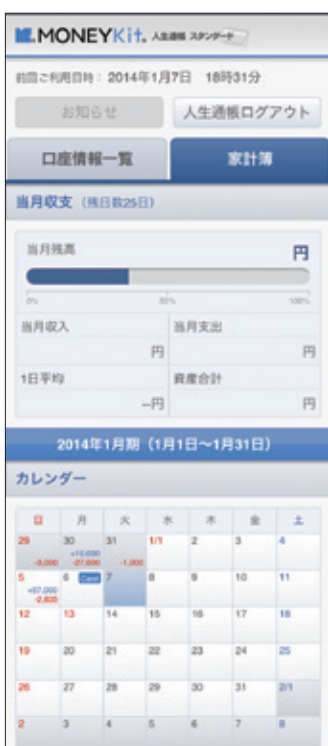 MONEYKit. 人生通帳 スタンダード
前回ご利用日時：2014年1月7日 18時31分
お知らせ 人生通帳ログアウト
口座情報一覧 家計簿
当月収支（残日数25日）
当月残高 円
0% 50% 100%
当月収入 当月支出
円 円
1日平均 資産合計
--円 円
2014年1月期（1月1日～1月31日）
カレンダー
日 月 火 水 木 金 土
29 30 31 1/1 2 3 4
+10,000
-3,000 -27,000 -1,000
5 6 Card 7 8 9 10 11
+57,000
-2,835
12 13 14 15 16 17 18
19 20 21 22 23 24 25
26 27 28 29 30 31 2/1
2 3 4 5 6 7 8